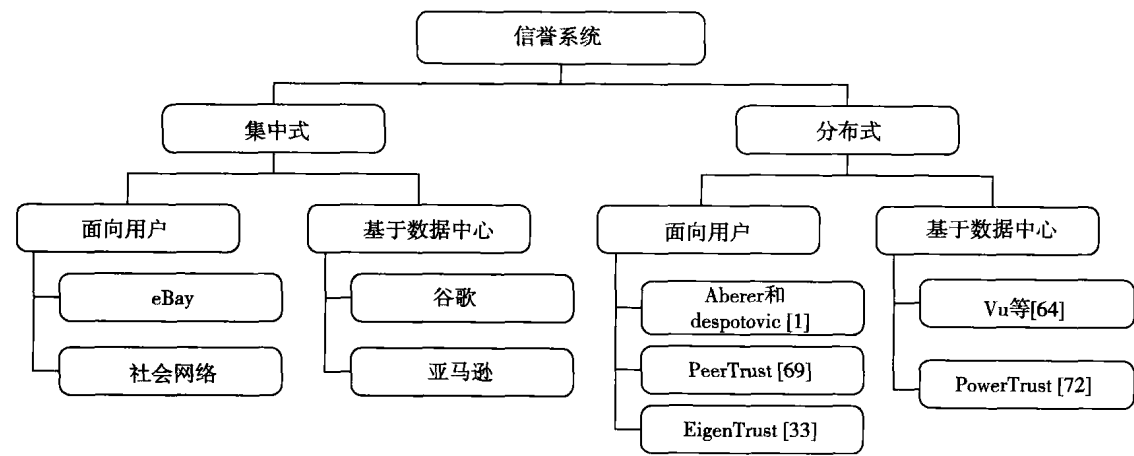 信誉系统
集中式
分布式
面向用户
基于数据中心
面向用户
基于数据中心
eBay
社会网络
谷歌
亚马逊
Aberer和
despotovic [1]
PeerTrust [69]
EigenTrust [33]
Vu等[64]
PowerTrust [72]